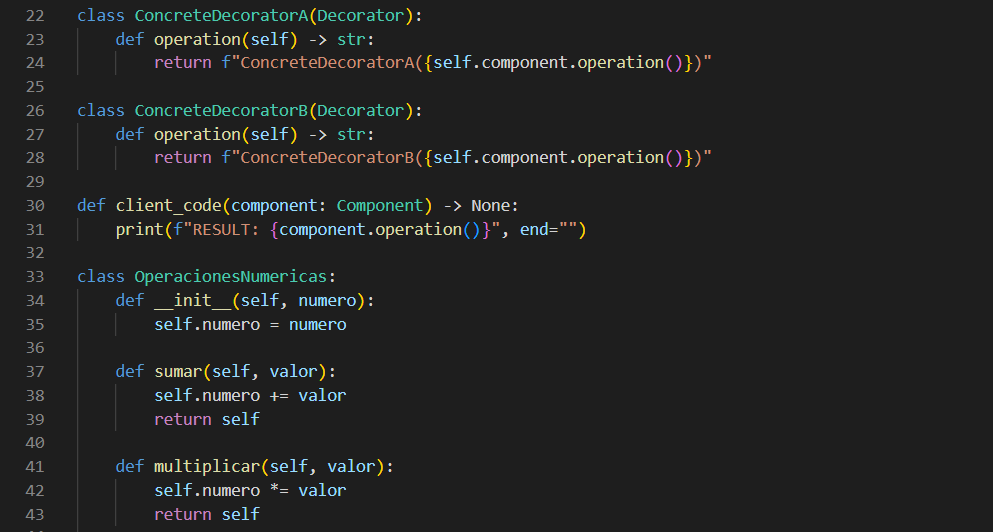 22 class ConcreteDecoratorA(Decorator):
23     def operation(self) -> str:
24         return f"ConcreteDecoratorA({self.component.operation()})"
25
26 class ConcreteDecoratorB(Decorator):
27     def operation(self) -> str:
28         return f"ConcreteDecoratorB({self.component.operation()})"
29
30 def client_code(component: Component) -> None:
31     print(f"RESULT: {component.operation()}", end="")
32
33 class OperacionesNumericas:
34     def __init__(self, numero):
35         self.numero = numero
36
37     def sumar(self, valor):
38         self.numero += valor
39         return self
40
41     def multiplicar(self, valor):
42         self.numero *= valor
43         return self